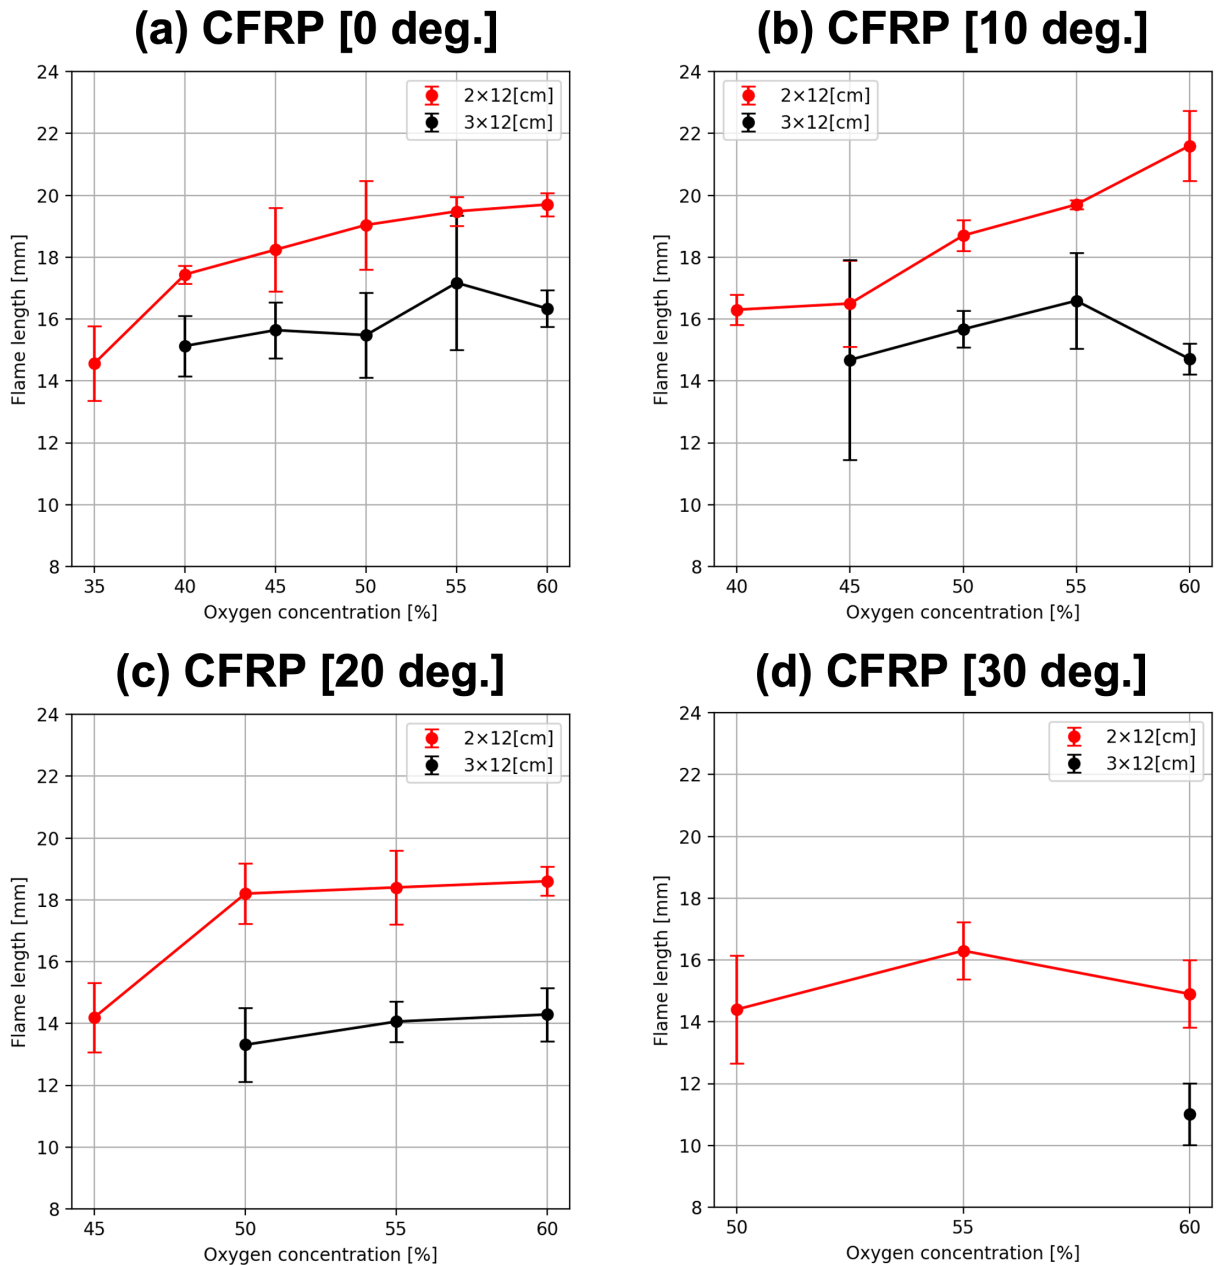 (a) CFRP [0 deg.]
24
22
20
18
16
14
12
10
8
Flame length [mm]
2×12[cm]
3×12[cm]
35 40 45 50 55 60
Oxygen concentration [%]
(b) CFRP [10 deg.]
24
22
20
18
16
14
12
10
8
Flame length [mm]
2×12[cm]
3×12[cm]
40 45 50 55 60
Oxygen concentration [%]
(c) CFRP [20 deg.]
24
22
20
18
16
14
12
10
8
Flame length [mm]
2×12[cm]
3×12[cm]
45 50 55 60
Oxygen concentration [%]
(d) CFRP [30 deg.]
24
22
20
18
16
14
12
10
8
Flame length [mm]
2×12[cm]
3×12[cm]
50 55 60
Oxygen concentration [%]